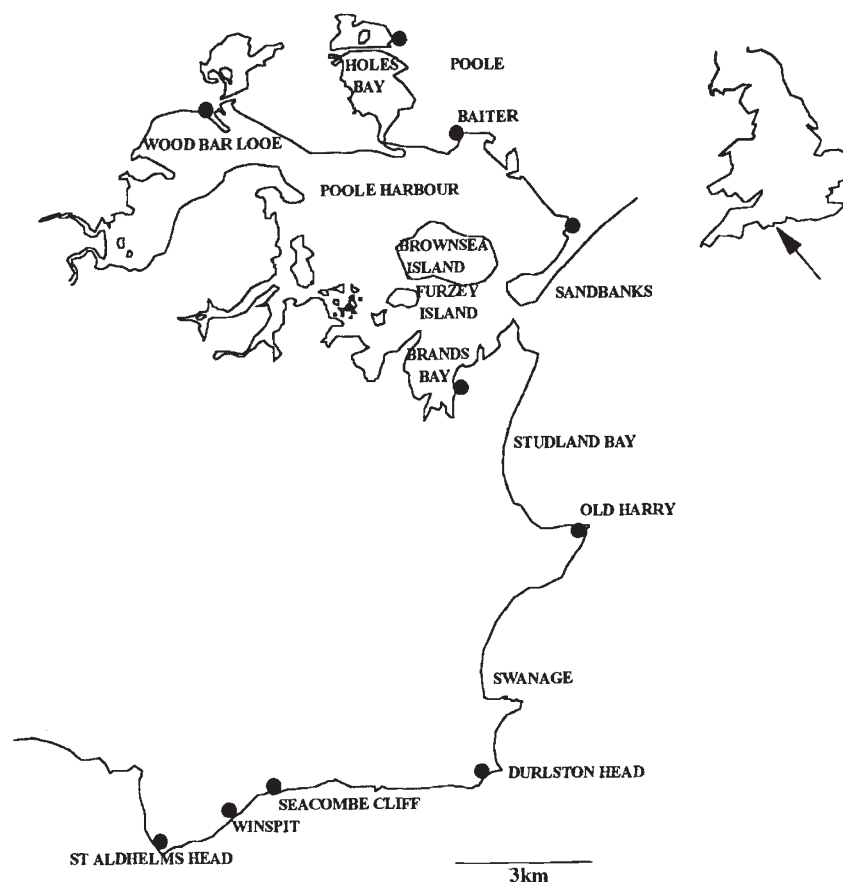 HOLES
BAY
POOLE
BAITER
WOOD BAR LOOE
POOLE HARBOUR
BROWNSEA
ISLAND
FURZEY
ISLAND
SANDBANKS
BRANDS
BAY
STUDLAND BAY
OLD HARRY
SWANAGE
DURLSTON HEAD
SEACOMBE CLIFF
WINSPIT
ST ALDHELMS HEAD
3km